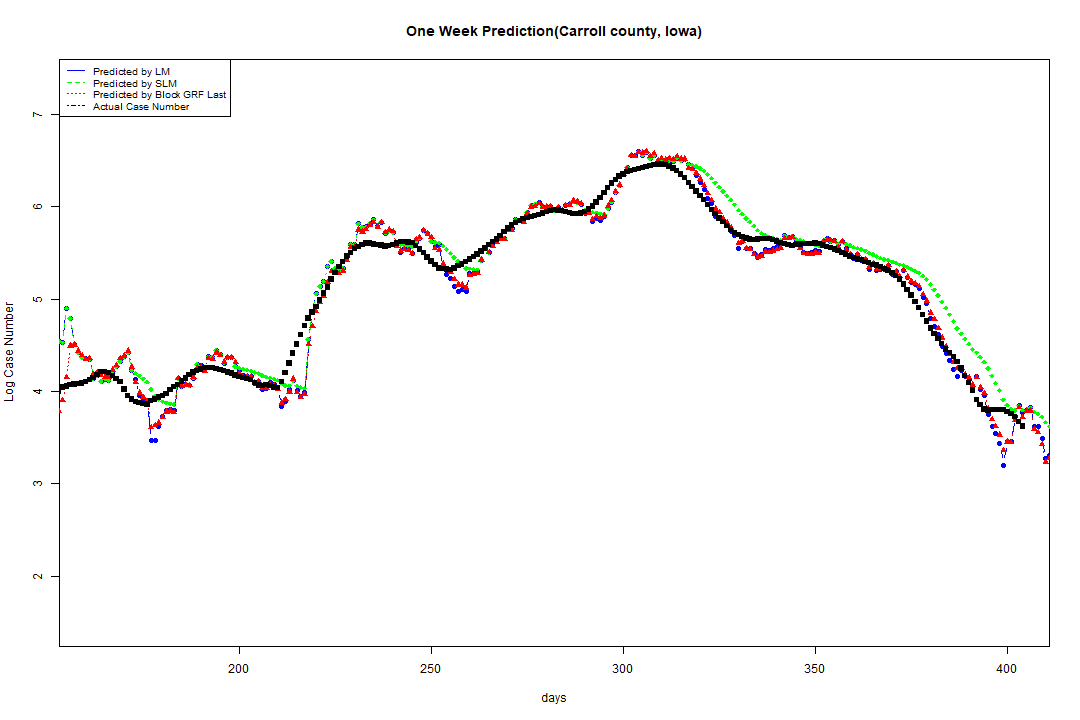 One Week Prediction(Carroll county, Iowa)
Predicted by LM
Predicted by SLM
Predicted by Block GRF Last
Actual Case Number
7
6
5
4
3
2
Log Case Number
200 250 300 350 400
days